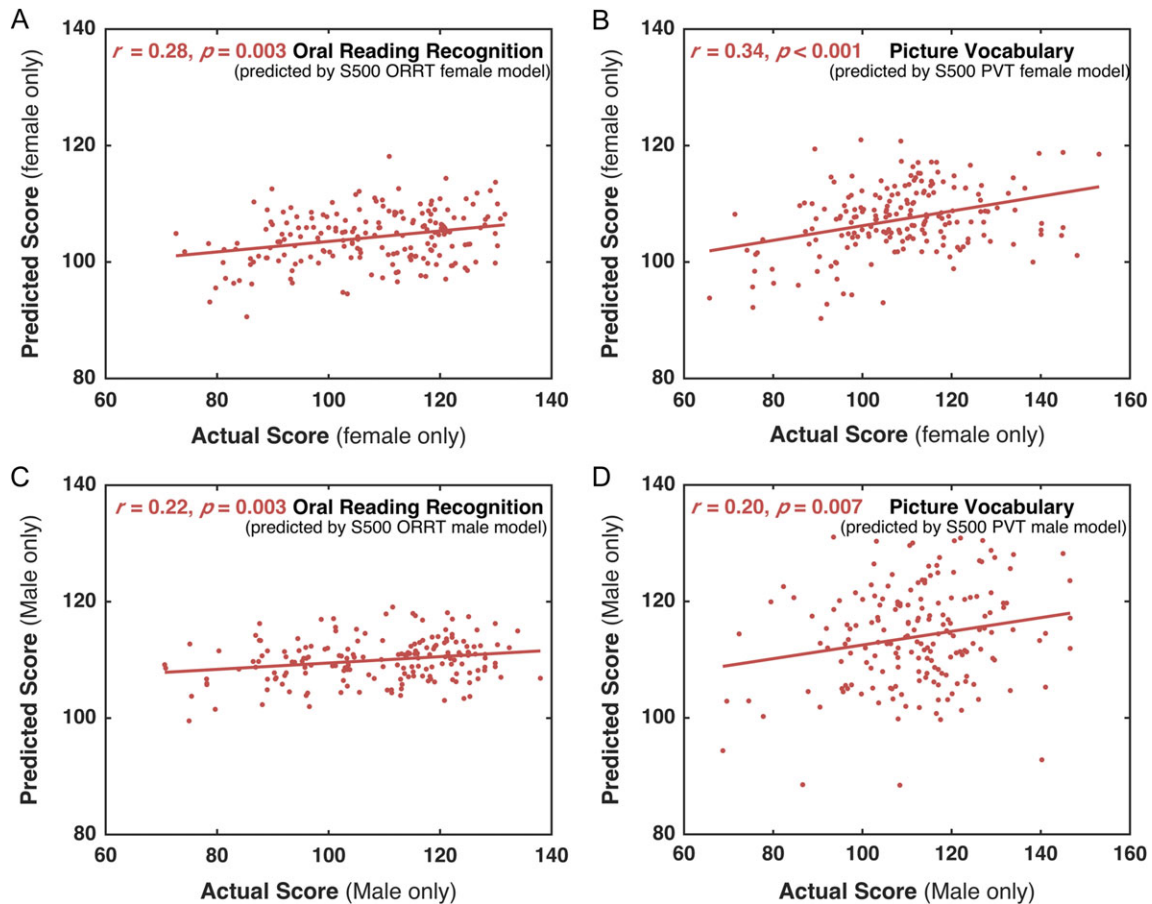 A
140
r = 0.28, p = 0.003 Oral Reading Recognition
(predicted by S500 ORRT female model)
120
100
80
Predicted Score (female only)
60 80 100 120 140
Actual Score (female only)
B
140
r = 0.34, p < 0.001 Picture Vocabulary
(predicted by S500 PVT female model)
120
100
80
Predicted Score (female only)
60 80 100 120 140 160
Actual Score (female only)
C
140
r = 0.22, p = 0.003 Oral Reading Recognition
(predicted by S500 ORRT male model)
120
100
80
Predicted Score (Male only)
60 80 100 120 140
Actual Score (Male only)
D
140
r = 0.20, p = 0.007 Picture Vocabulary
(predicted by S500 PVT male model)
120
100
80
Predicted Score (Male only)
60 80 100 120 140 160
Actual Score (Male only)